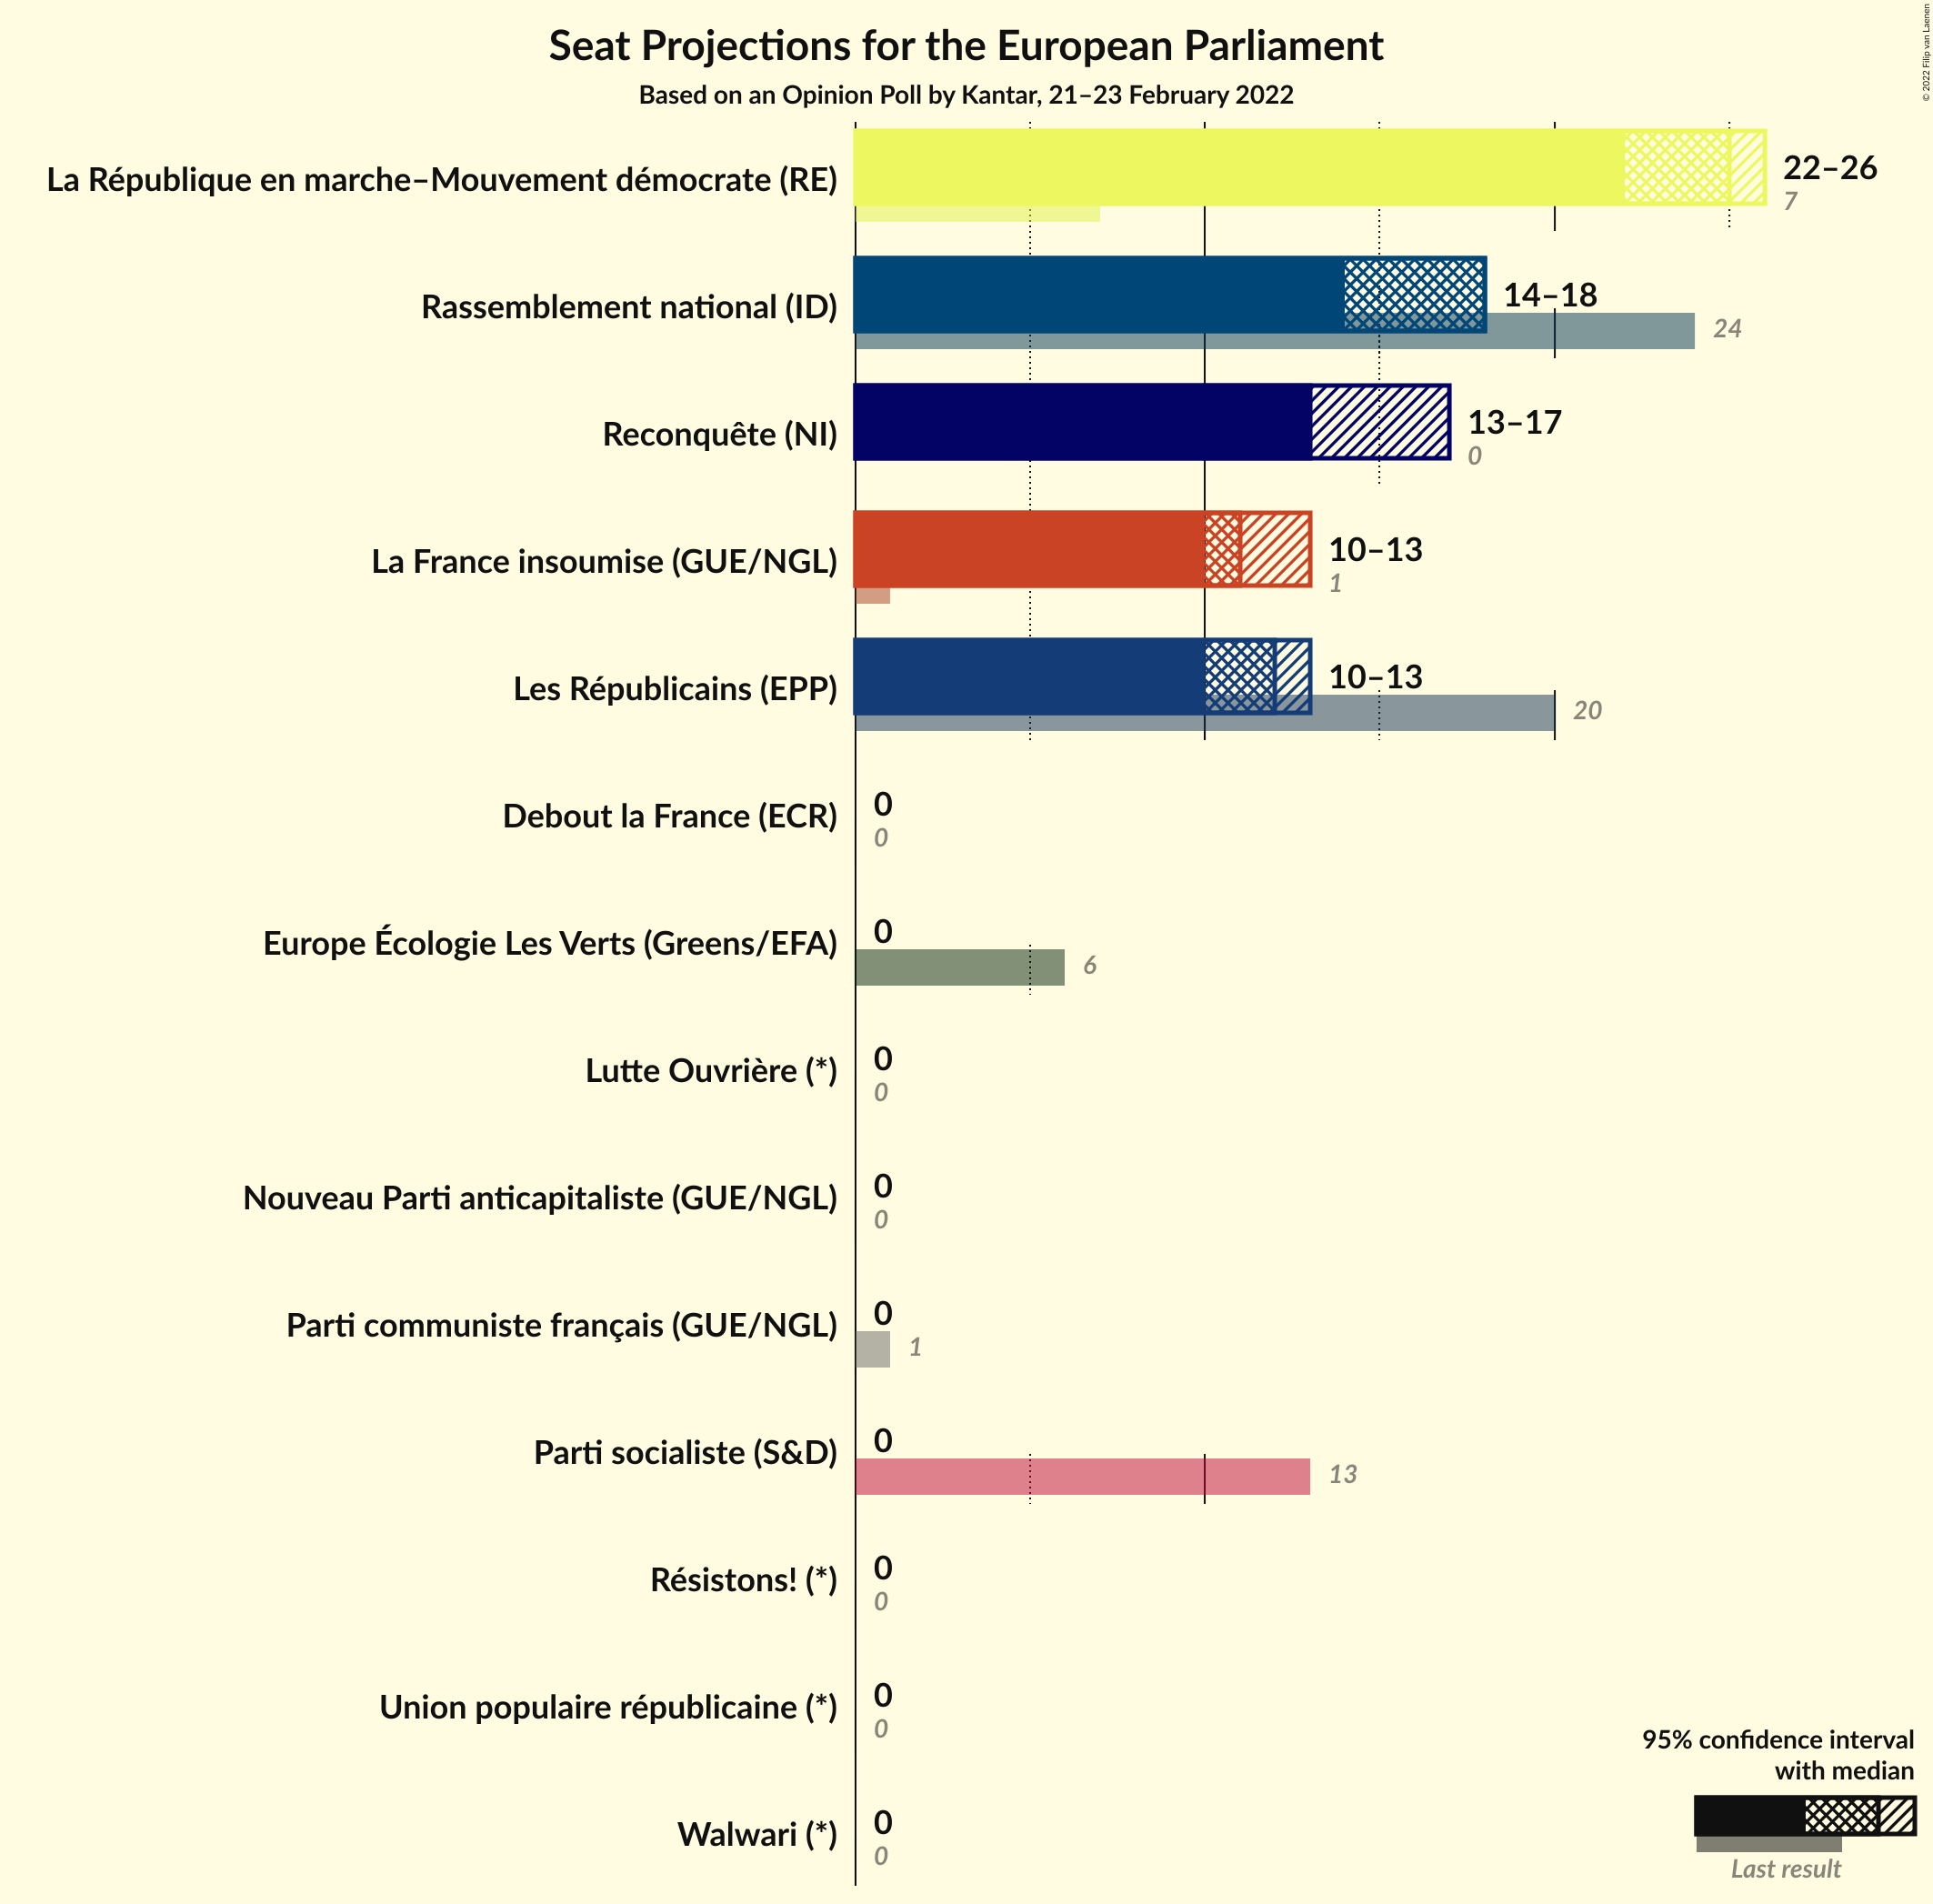 Seat Projections for the European Parliament
Based on an Opinion Poll by Kantar, 21–23 February 2022
© 2022 Filip van Laenen
La République en marche–Mouvement démocrate (RE)
22–26
7
Rassemblement national (ID)
14–18
24
Reconquête (NI)
13–17
0
La France insoumise (GUE/NGL)
10–13
1
Les Républicains (EPP)
10–13
20
Debout la France (ECR)
0
0
Europe Écologie Les Verts (Greens/EFA)
0
6
Lutte Ouvrière (*)
0
0
Nouveau Parti anticapitaliste (GUE/NGL)
0
0
Parti communiste français (GUE/NGL)
0
1
Parti socialiste (S&D)
0
13
Résistons! (*)
0
0
Union populaire républicaine (*)
0
0
Walwari (*)
0
0
95% confidence interval
with median
Last result